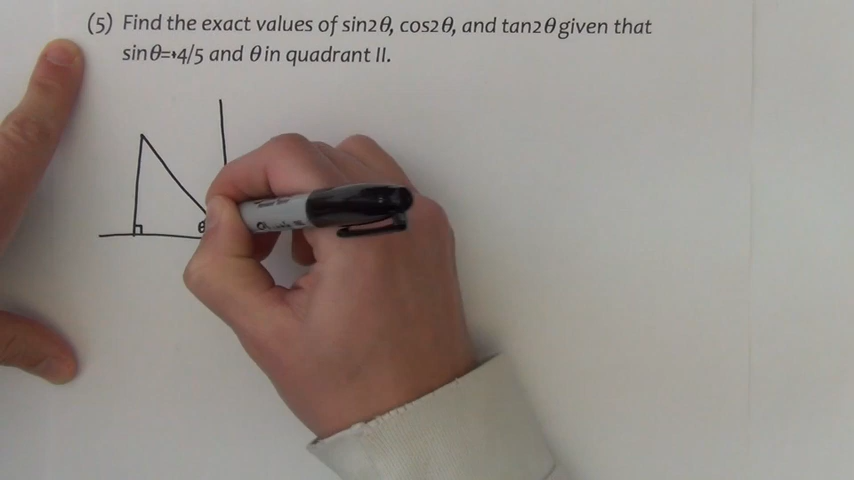 (5) Find the exact values of sin2θ, cos2θ, and tan2θ given that
sinθ=+4/5 and θ in quadrant II.
θ